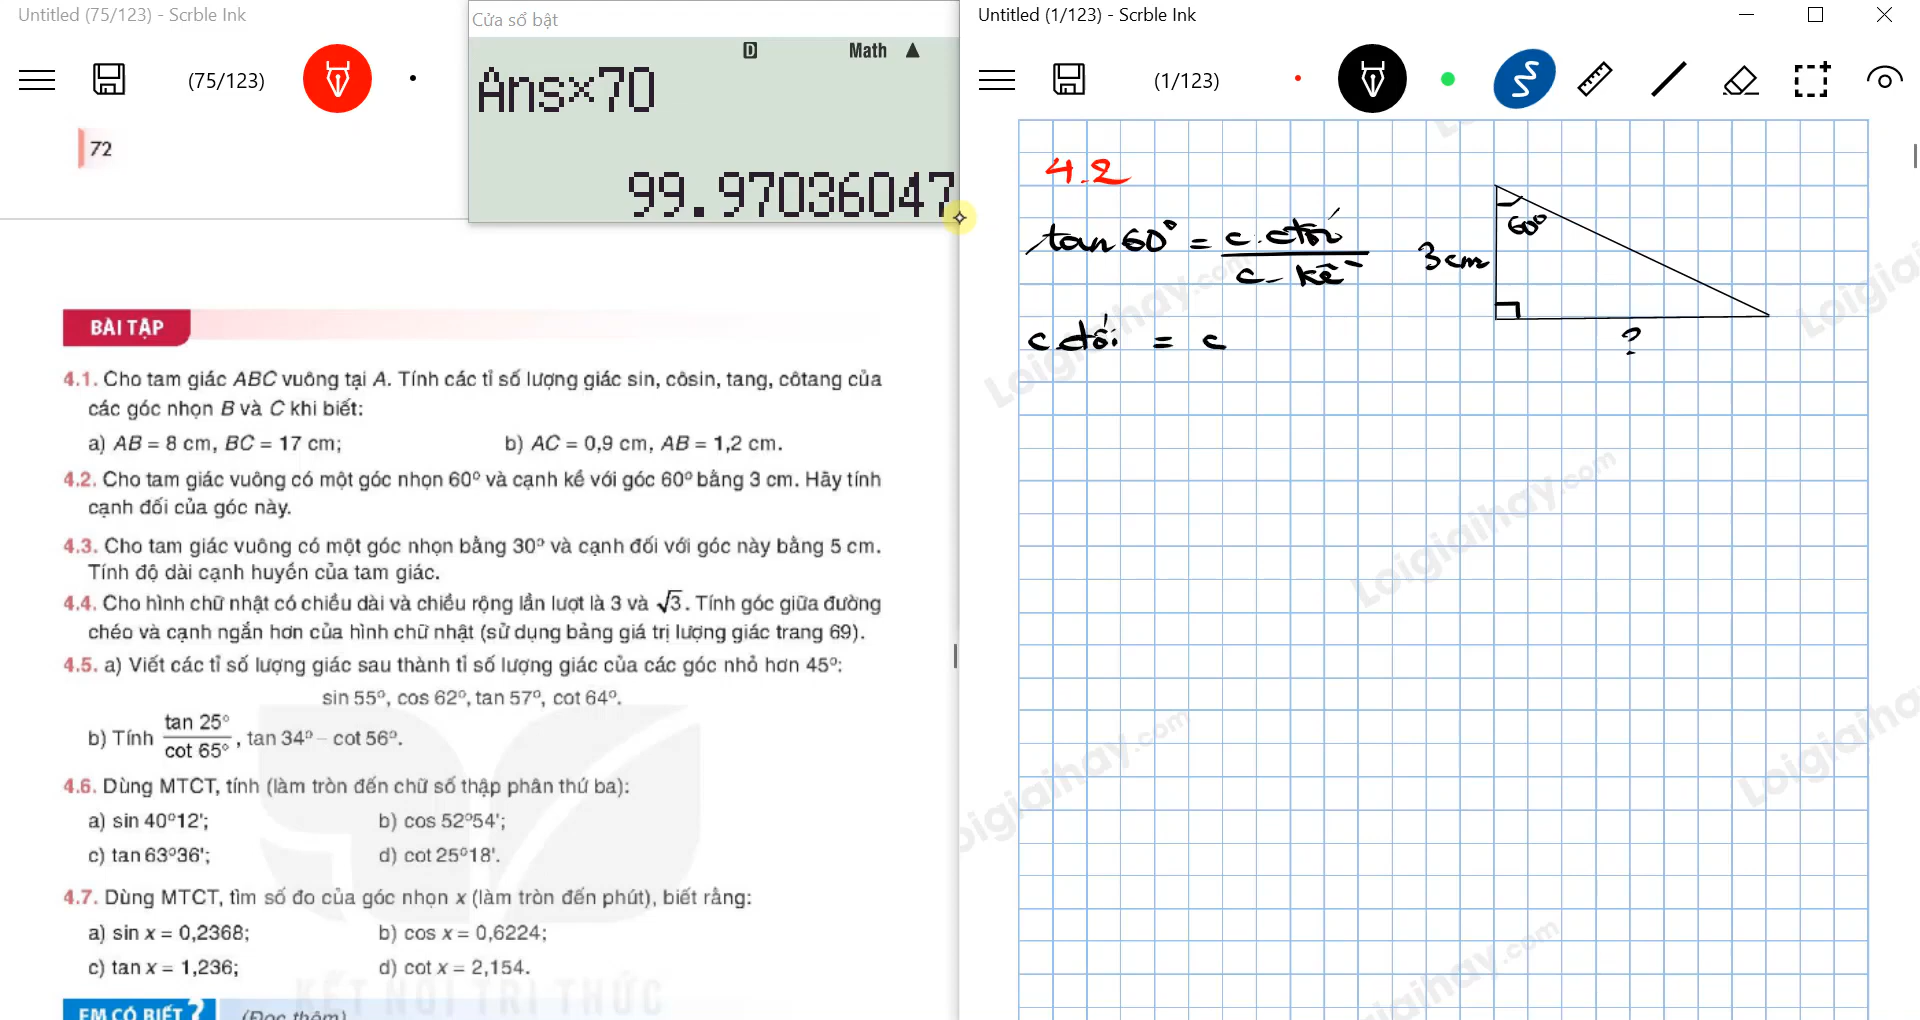 Untitled (75/123) - Scrble Ink
(75/123)
72
Cửa sổ bật
D Math ▲
Ans×70
99.97036047
BÀI TẬP
4.1. Cho tam giác ABC vuông tại A. Tính các tỉ số lượng giác sin, côsin, tang, côtang của
các góc nhọn B và C khi biết:
a) AB = 8 cm, BC = 17 cm; b) AC = 0,9 cm, AB = 1,2 cm.
4.2. Cho tam giác vuông có một góc nhọn 60° và cạnh kề với góc 60° bằng 3 cm. Hãy tính
cạnh đối của góc này.
4.3. Cho tam giác vuông có một góc nhọn bằng 30° và cạnh đối với góc này bằng 5 cm.
Tính độ dài cạnh huyền của tam giác.
4.4. Cho hình chữ nhật có chiều dài và chiều rộng lần lượt là 3 và √3. Tính góc giữa đường
chéo và cạnh ngắn hơn của hình chữ nhật (sử dụng bảng giá trị lượng giác trang 69).
4.5. a) Viết các tỉ số lượng giác sau thành tỉ số lượng giác của các góc nhỏ hơn 45°:
sin 55°, cos 62°, tan 57°, cot 64°.
b) Tính tan 25° / cot 65°, tan 34° – cot 56°.
4.6. Dùng MTCT, tính (làm tròn đến chữ số thập phân thứ ba):
a) sin 40°12'; b) cos 52°54';
c) tan 63°36'; d) cot 25°18'.
4.7. Dùng MTCT, tìm số đo của góc nhọn x (làm tròn đến phút), biết rằng:
a) sin x = 0,2368; b) cos x = 0,6224;
c) tan x = 1,236; d) cot x = 2,154.
KẾT NỐI TRI THỨC
EM CÓ BIẾT ? (Đọc thêm)
Untitled (1/123) - Scrble Ink
(1/123)
4.2
tan 60° = c. đối / c. kề
c đối = c
60°
3 cm
?
Loigiaihay.com
Loigiaihay
Loigiaihay.com
Loigiaihay.com
Loigiaiha
Loigiaihay.com